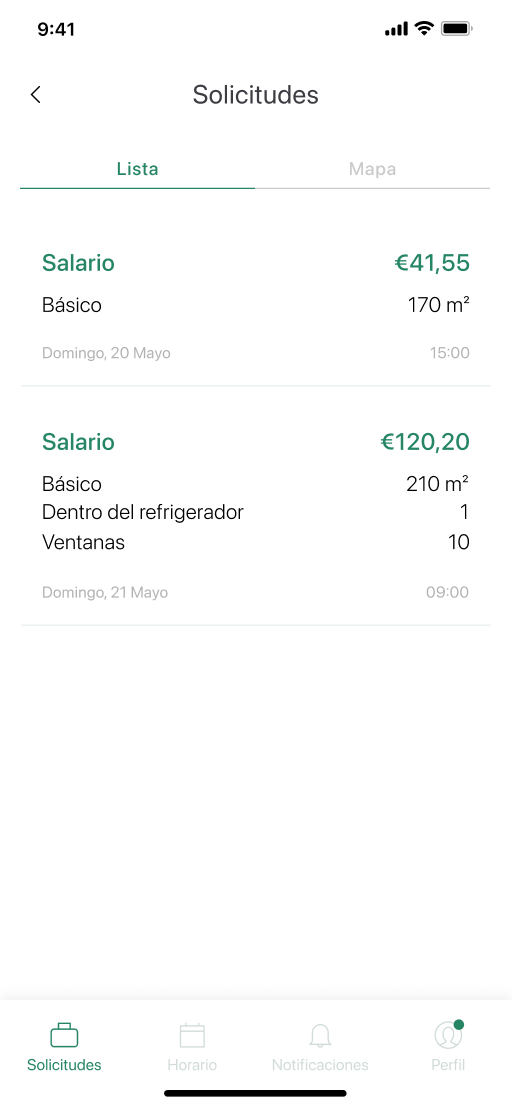 9:41
Solicitudes
Lista Mapa
Salario €41,55
Básico 170 m²
Domingo, 20 Mayo 15:00
Salario €120,20
Básico 210 m²
Dentro del refrigerador 1
Ventanas 10
Domingo, 21 Mayo 09:00
Solicitudes Horario Notificaciones Perfil